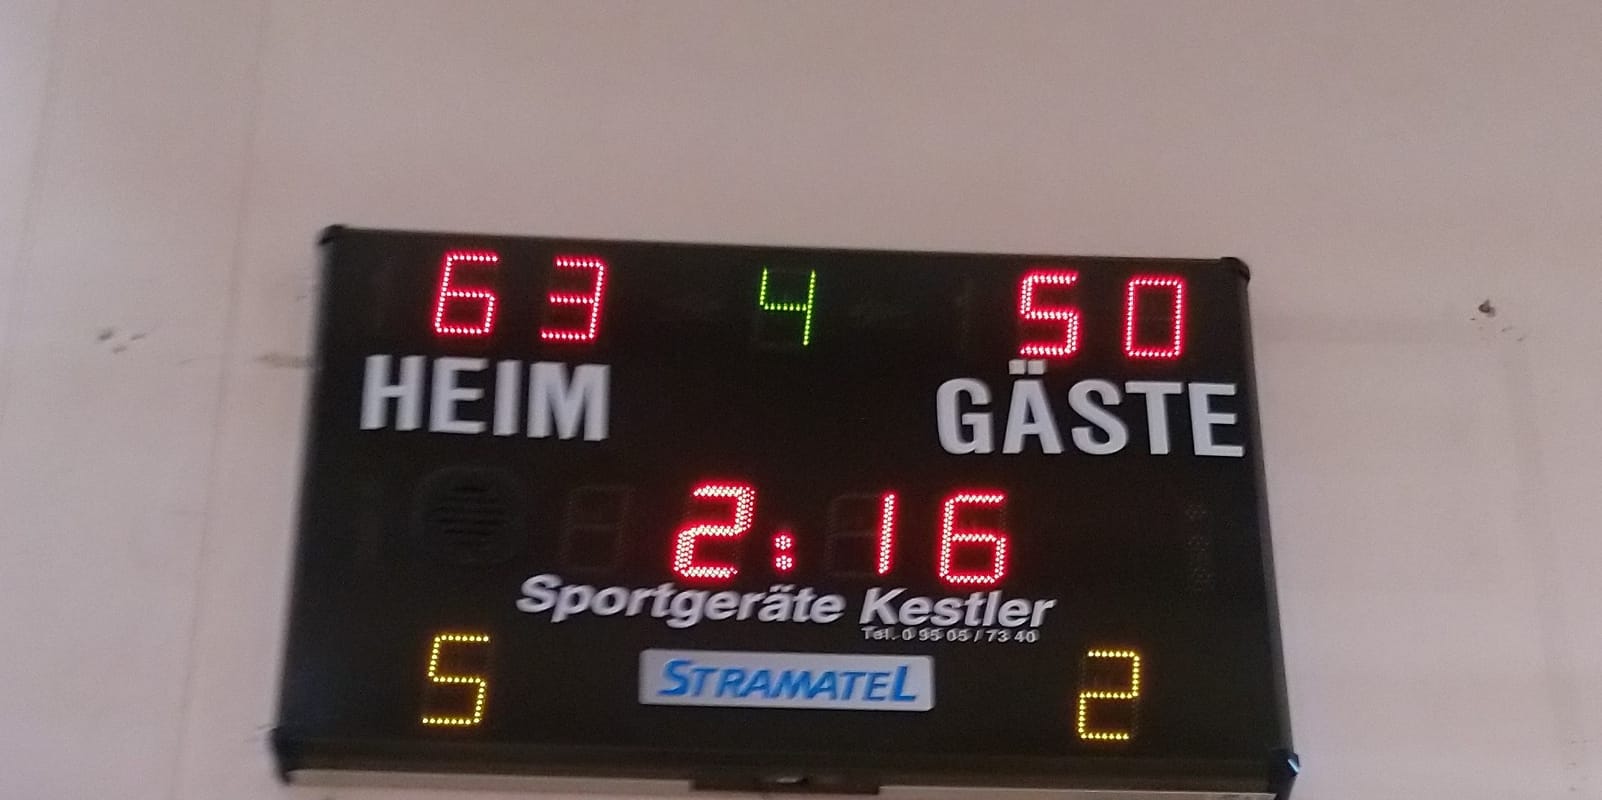 63 4 50
HEIM GÄSTE
2:16
Sportgeräte Kestler
Tel. 0 95 05 / 73 40
5 STRAMATEL 2